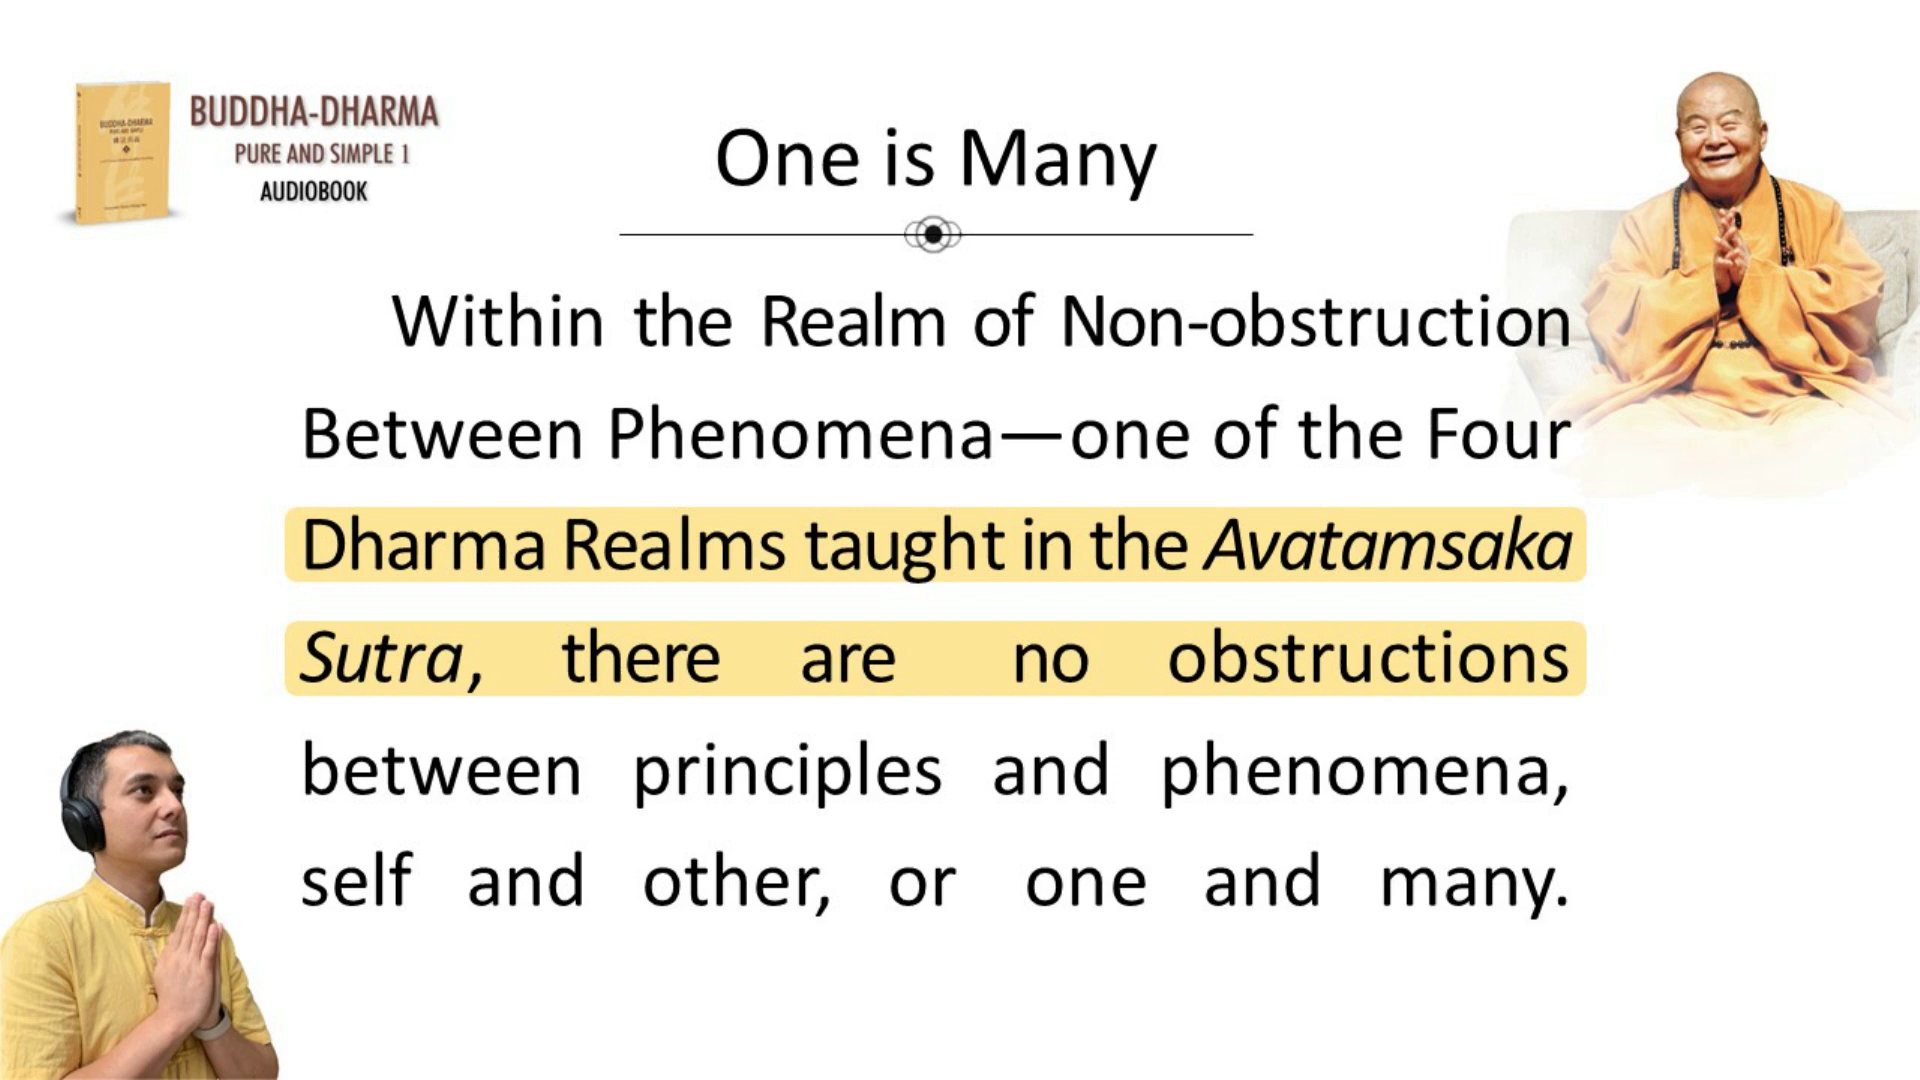 BUDDHA-DHARMA
PURE AND SIMPLE 1
AUDIOBOOK
One is Many
Within the Realm of Non-obstruction
Between Phenomena—one of the Four
Dharma Realms taught in the Avatamsaka
Sutra, there are no obstructions
between principles and phenomena,
self and other, or one and many.
BUDDHA-DHARMA